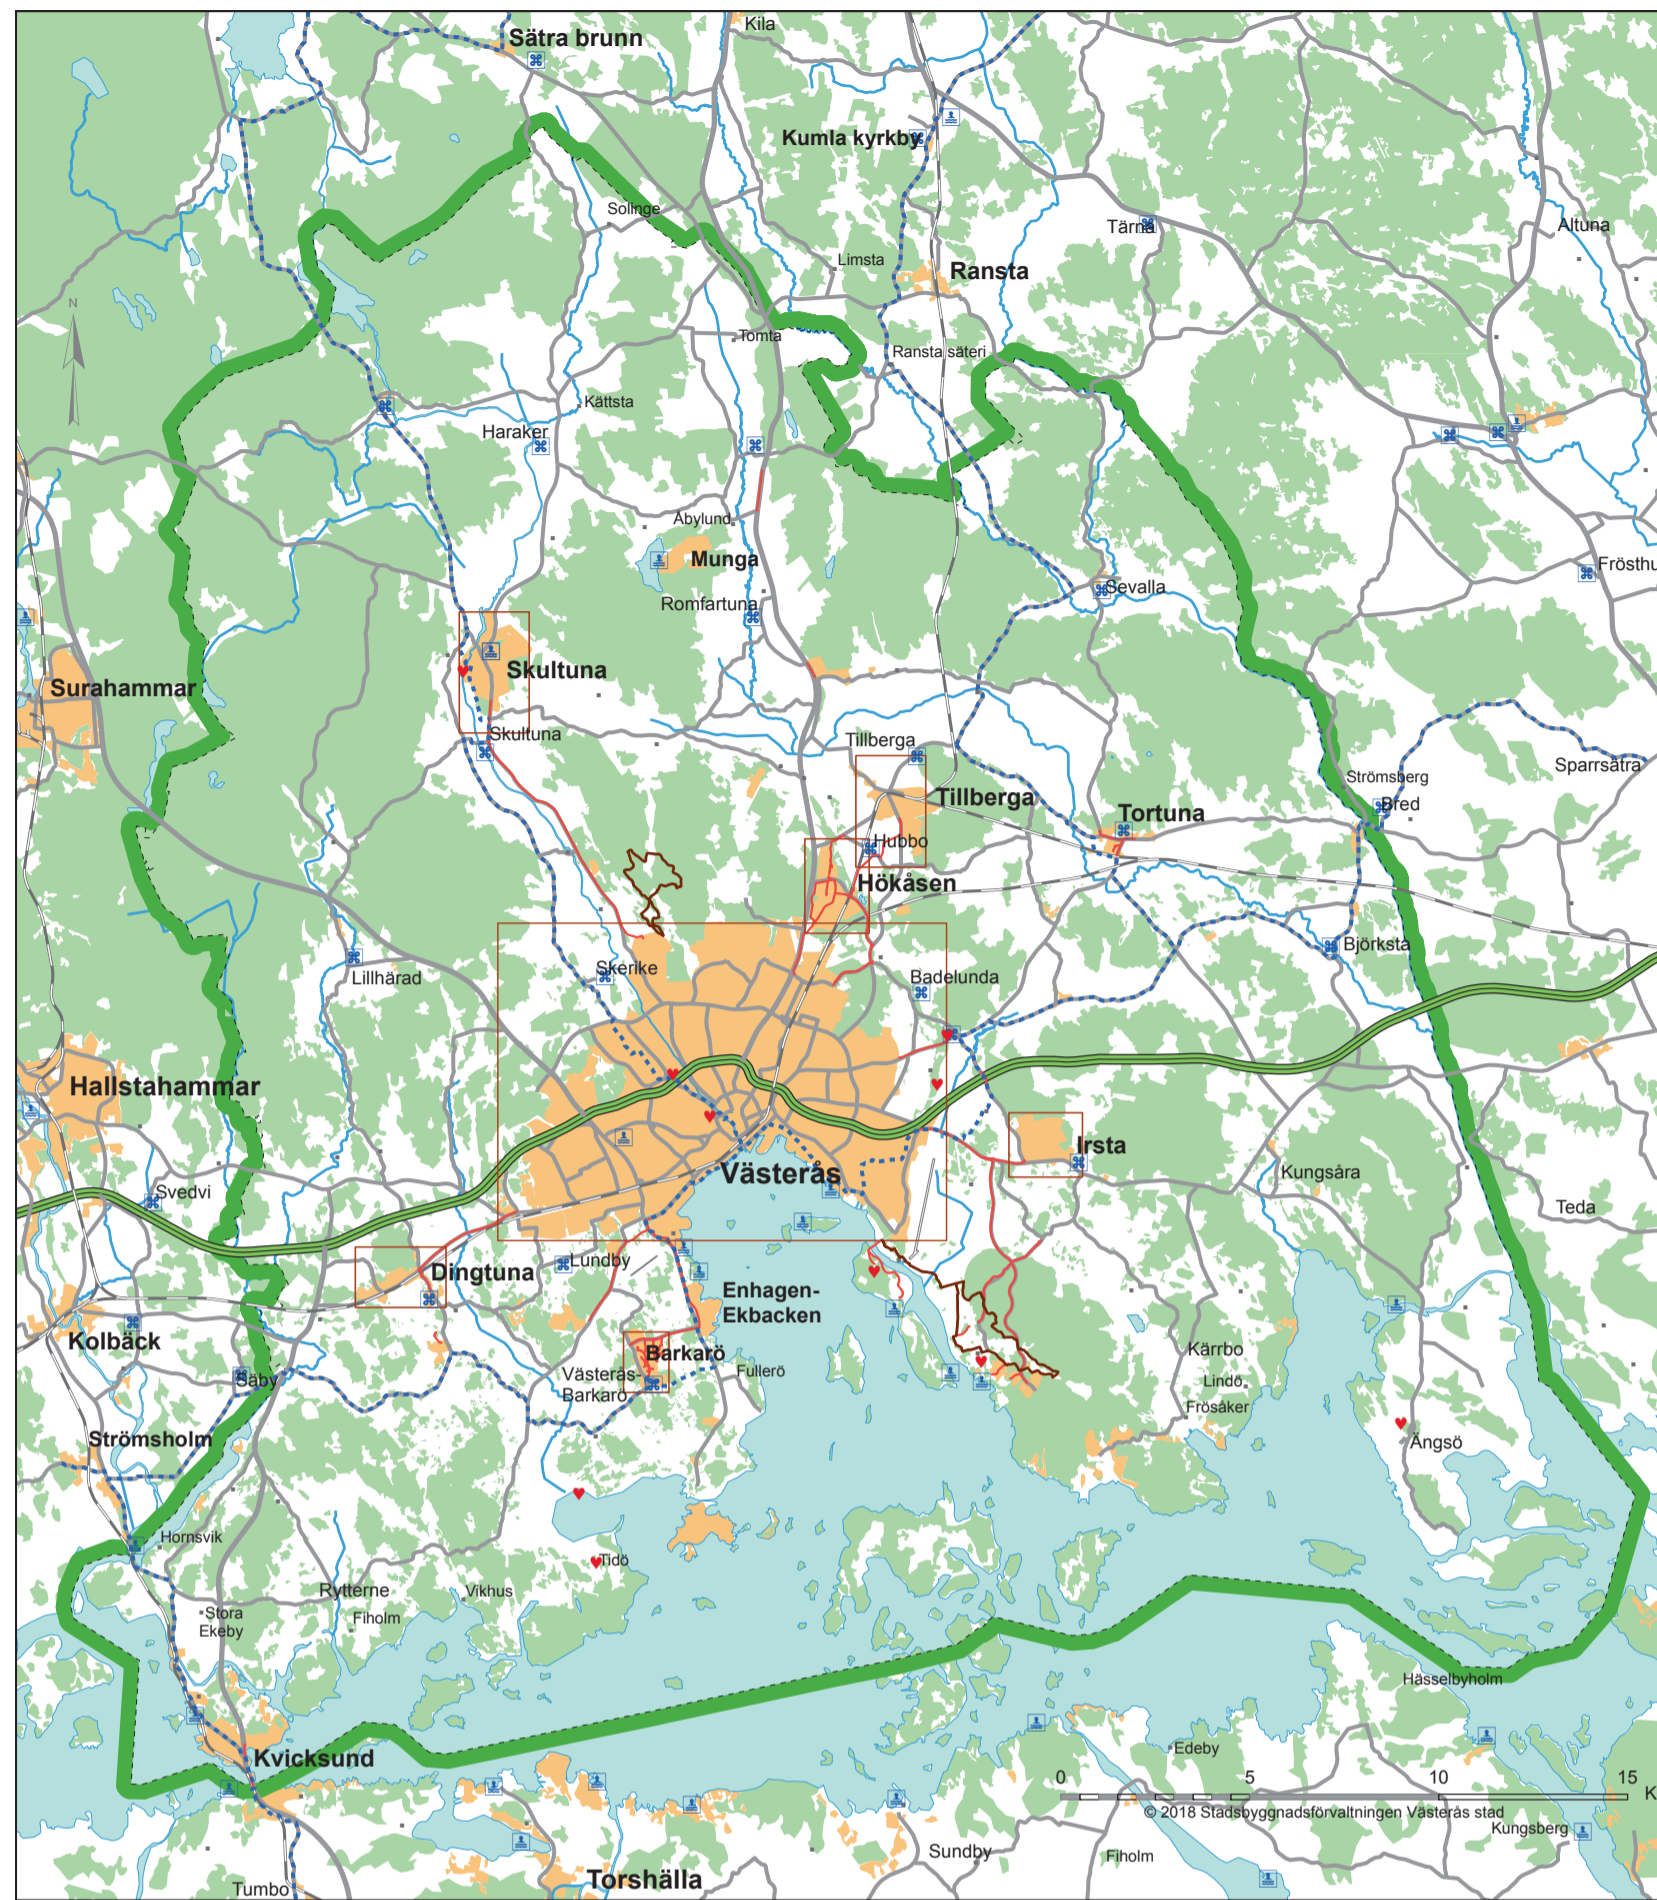 Kila
Sätra brunn
Kumla kyrkby
Solinge
Tärna
Altuna
Limsta
Ransta
N
Tomta
Ransta säteri
Kättsta
Haraker
Åbylund
Munga
Frösthu
Sevalla
Romfartuna
Skultuna
Surahammar
Skultuna
Tillberga
Strömsberg
Sparrsätra
Tillberga
Bred
Tortuna
Hubbo
Hökåsen
Björksta
Skerike
Badelunda
Lillhärad
Hallstahammar
Irsta
Västerås
Kungsåra
Svedvi
Teda
Lundby
Dingtuna
Enhagen-
Ekbacken
Kolbäck
Barkarö
Kärrbo
Fullerö
Västerås-
Barkarö
Säby
Lindö
Frösåker
Strömsholm
Ängsö
Hornsvik
Tidö
Rytterne
Vikhus
Stora
Ekeby
Fiholm
Hässelbyholm
Kvicksund
Edeby
0 5 10 15
K
© 2018 Stadsbyggnadsförvaltningen Västerås stad
Kungsberg
Sundby
Fiholm
Torshälla
Tumbo